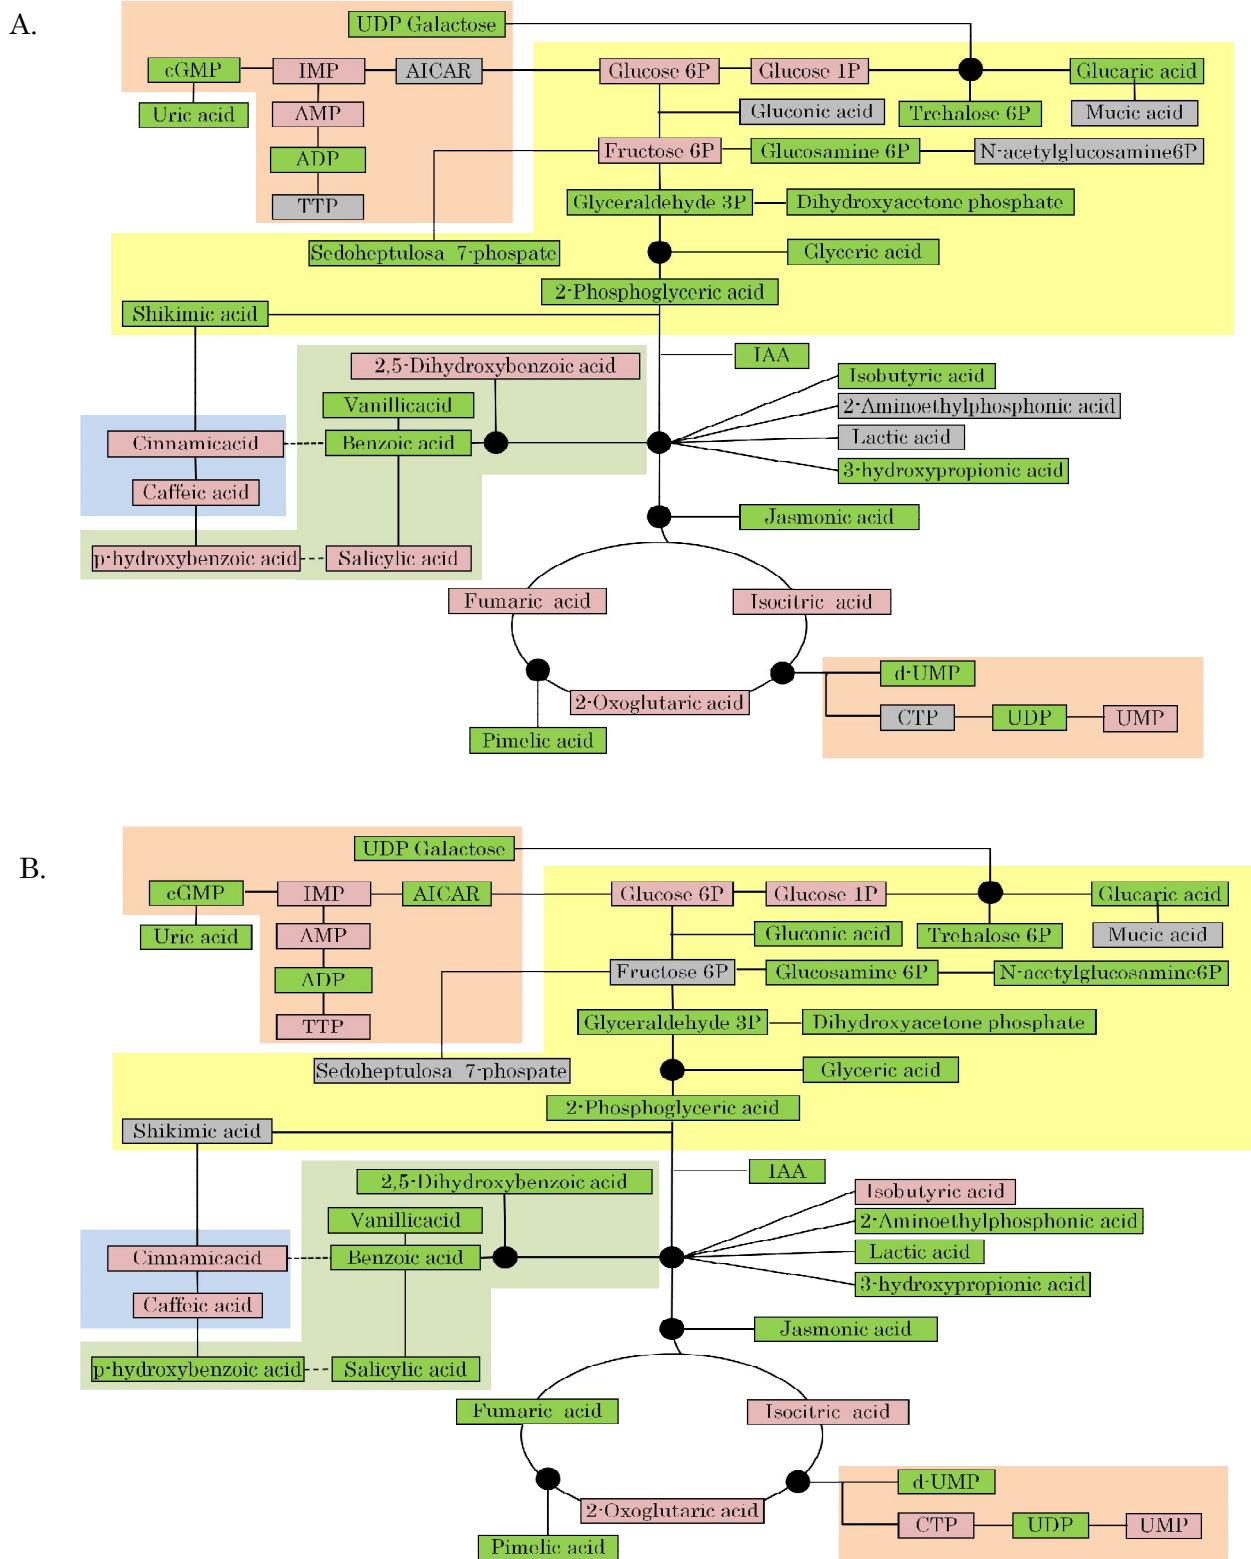 A.
UDP Galactose
cGMP
IMP
AICAR
Glucose 6P
Glucose 1P
Glucaric acid
Uric acid
AMP
Gluconic acid
Trehalose 6P
Mucic acid
ADP
Fructose 6P
Glucosamine 6P
N-acetylglucosamine6P
TTP
Glyceraldehyde 3P
Dihydroxyacetone phosphate
Sedoheptulosa 7-phospate
Glyceric acid
2-Phosphoglyceric acid
Shikimic acid
IAA
2,5-Dihydroxybenzoic acid
Isobutyric acid
Vanillicacid
2-Aminoethylphosphonic acid
Cinnamicacid
Benzoic acid
Lactic acid
3-hydroxypropionic acid
Caffeic acid
Jasmonic acid
p-hydroxybenzoic acid
Salicylic acid
Fumaric acid
Isocitric acid
d-UMP
2-Oxoglutaric acid
CTP
UDP
UMP
Pimelic acid
B.
UDP Galactose
cGMP
IMP
AICAR
Glucose 6P
Glucose 1P
Glucaric acid
Uric acid
AMP
Gluconic acid
Trehalose 6P
Mucic acid
ADP
Fructose 6P
Glucosamine 6P
N-acetylglucosamine6P
TTP
Glyceraldehyde 3P
Dihydroxyacetone phosphate
Sedoheptulosa 7-phospate
Glyceric acid
2-Phosphoglyceric acid
Shikimic acid
IAA
2,5-Dihydroxybenzoic acid
Isobutyric acid
Vanillicacid
2-Aminoethylphosphonic acid
Cinnamicacid
Benzoic acid
Lactic acid
3-hydroxypropionic acid
Caffeic acid
Jasmonic acid
p-hydroxybenzoic acid
Salicylic acid
Fumaric acid
Isocitric acid
d-UMP
2-Oxoglutaric acid
CTP
UDP
UMP
Pimelic acid